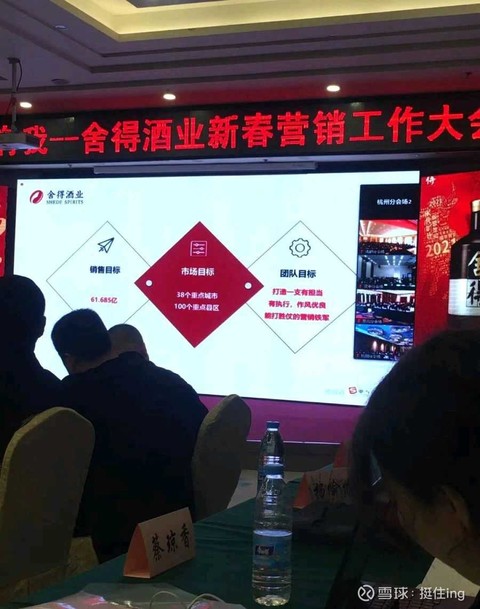 我—舍得酒业新春营销工作大会
舍得酒业
SHEDE SPIRITS
杭州分会场2
销售目标
61.685亿
市场目标
38个重点城市
100个重点县区
团队目标
打造一支有担当
有执行，作风优良
能打胜仗的营销铁军
202
舍得
蔡琼香
雪球：挺住ing